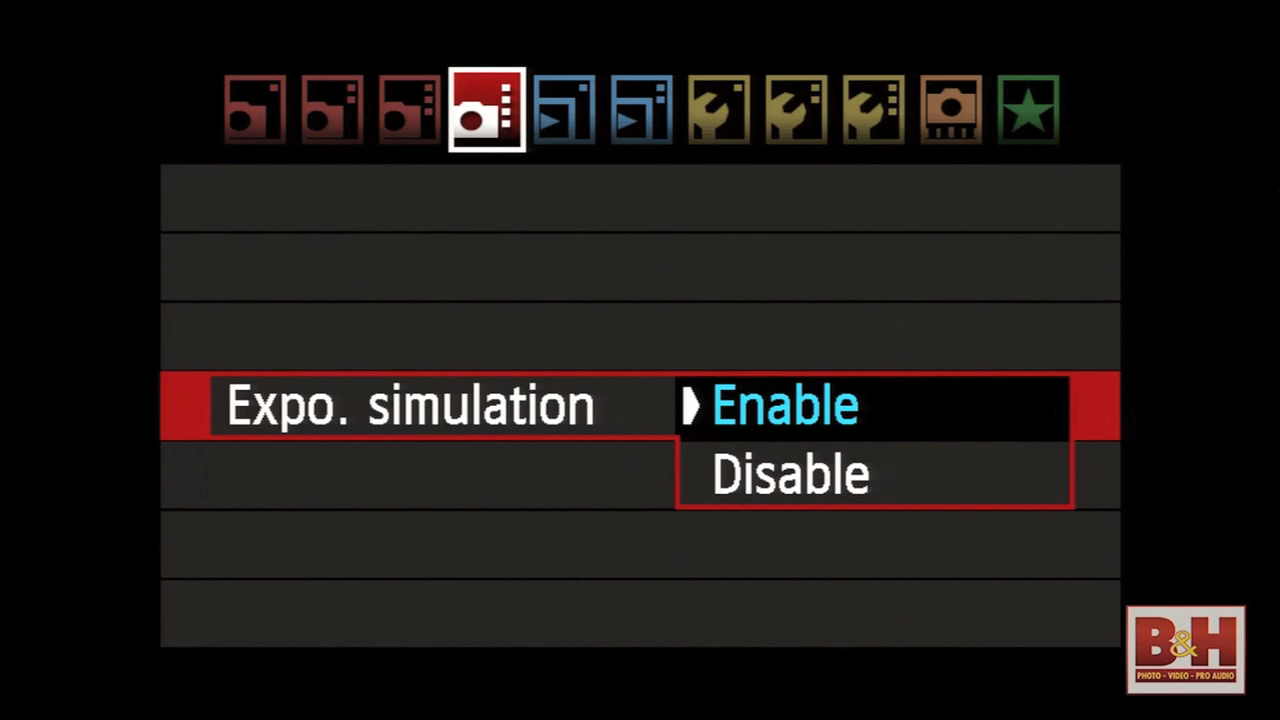 Expo. simulation
Enable
Disable
B&H
PHOTO - VIDEO - PRO AUDIO